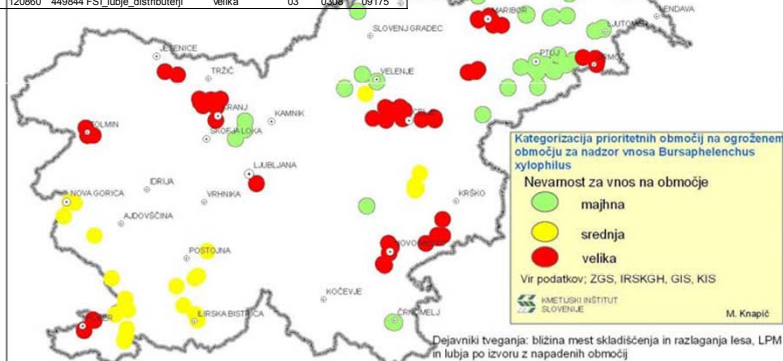 120860 449844 FSI_lubje_distributerji velika 03 0308 09175
MARIBOR
LENDAVA
SLOVENJ GRADEC
LJUTOMER
JESENICE
PTUJ
TRŽIČ
VELENJE
KRANJ
KAMNIK
TOLMIN
ŠKOFJA LOKA
LJUBLJANA
IDRIJA
NOVA GORICA
VRHNIKA
KRŠKO
AJDOVŠČINA
POSTOJNA
KOČEVJE
ILIRSKA BISTRICA
ČRNOMELJ
Kategorizacija prioritetnih območij na ogroženem
območju za nadzor vnosa Bursaphelenchus
xylophilus
Nevarnost za vnos na območje
majhna
srednja
velika
Vir podatkov; ZGS, IRSKGH, GIS, KIS
KMETIJSKI INŠTITUT
SLOVENIJE
M. Knapič
Dejavniki tveganja: bližina mest skladiščenja in razlaganja lesa, LPM
in lubja po izvoru z napadenih območij